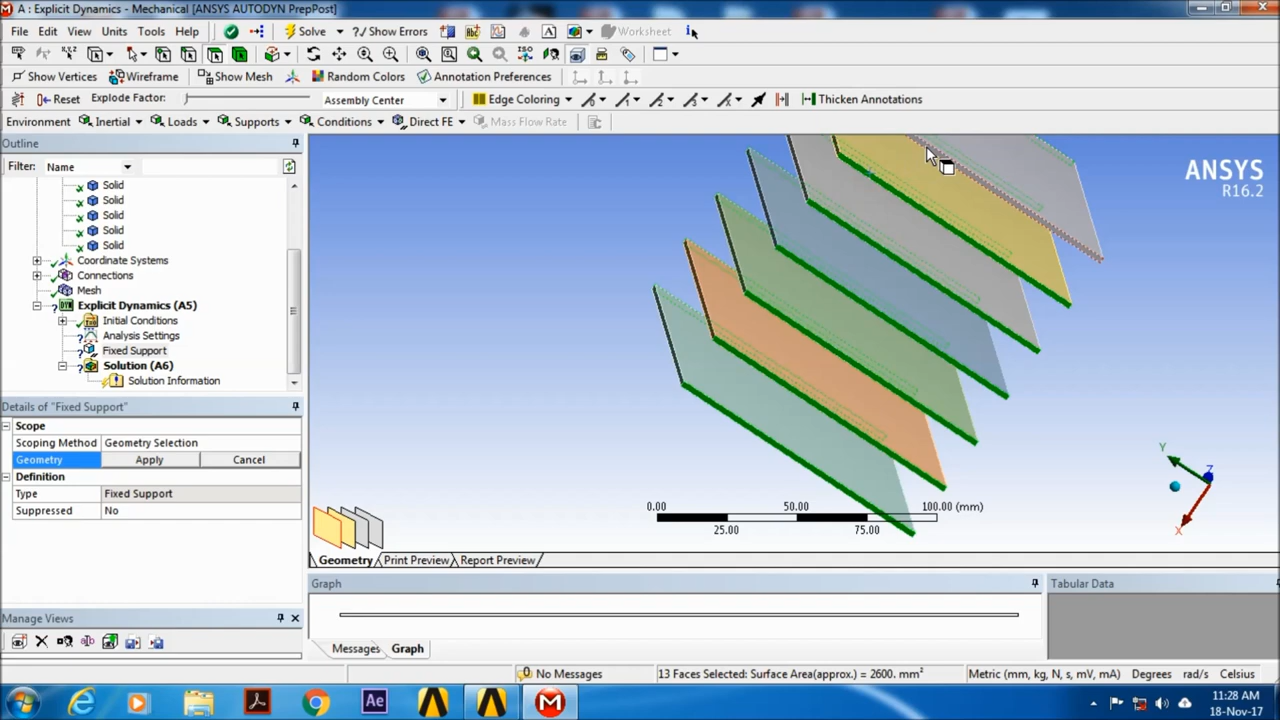 A : Explicit Dynamics - Mechanical [ANSYS AUTODYN PrepPost]
File Edit View Units Tools Help Solve ?/ Show Errors Worksheet
Show Vertices Wireframe Show Mesh Random Colors Annotation Preferences
Reset Explode Factor: Assembly Center Edge Coloring Thicken Annotations
Environment Inertial Loads Supports Conditions Direct FE Mass Flow Rate
Outline
Filter: Name
Solid
Solid
Solid
Solid
Solid
Coordinate Systems
Connections
Mesh
Explicit Dynamics (A5)
Initial Conditions
Analysis Settings
Fixed Support
Solution (A6)
Solution Information
Details of "Fixed Support"
Scope
Scoping Method Geometry Selection
Geometry Apply Cancel
Definition
Type Fixed Support
Suppressed No
Manage Views
ANSYS
R16.2
Y
Z
X
0.00 50.00 100.00 (mm)
25.00 75.00
Geometry Print Preview Report Preview
Graph
Tabular Data
Messages Graph
No Messages 13 Faces Selected: Surface Area(approx.) = 2600. mm² Metric (mm, kg, N, s, mV, mA) Degrees rad/s Celsius
Ae
11:28 AM
18-Nov-17